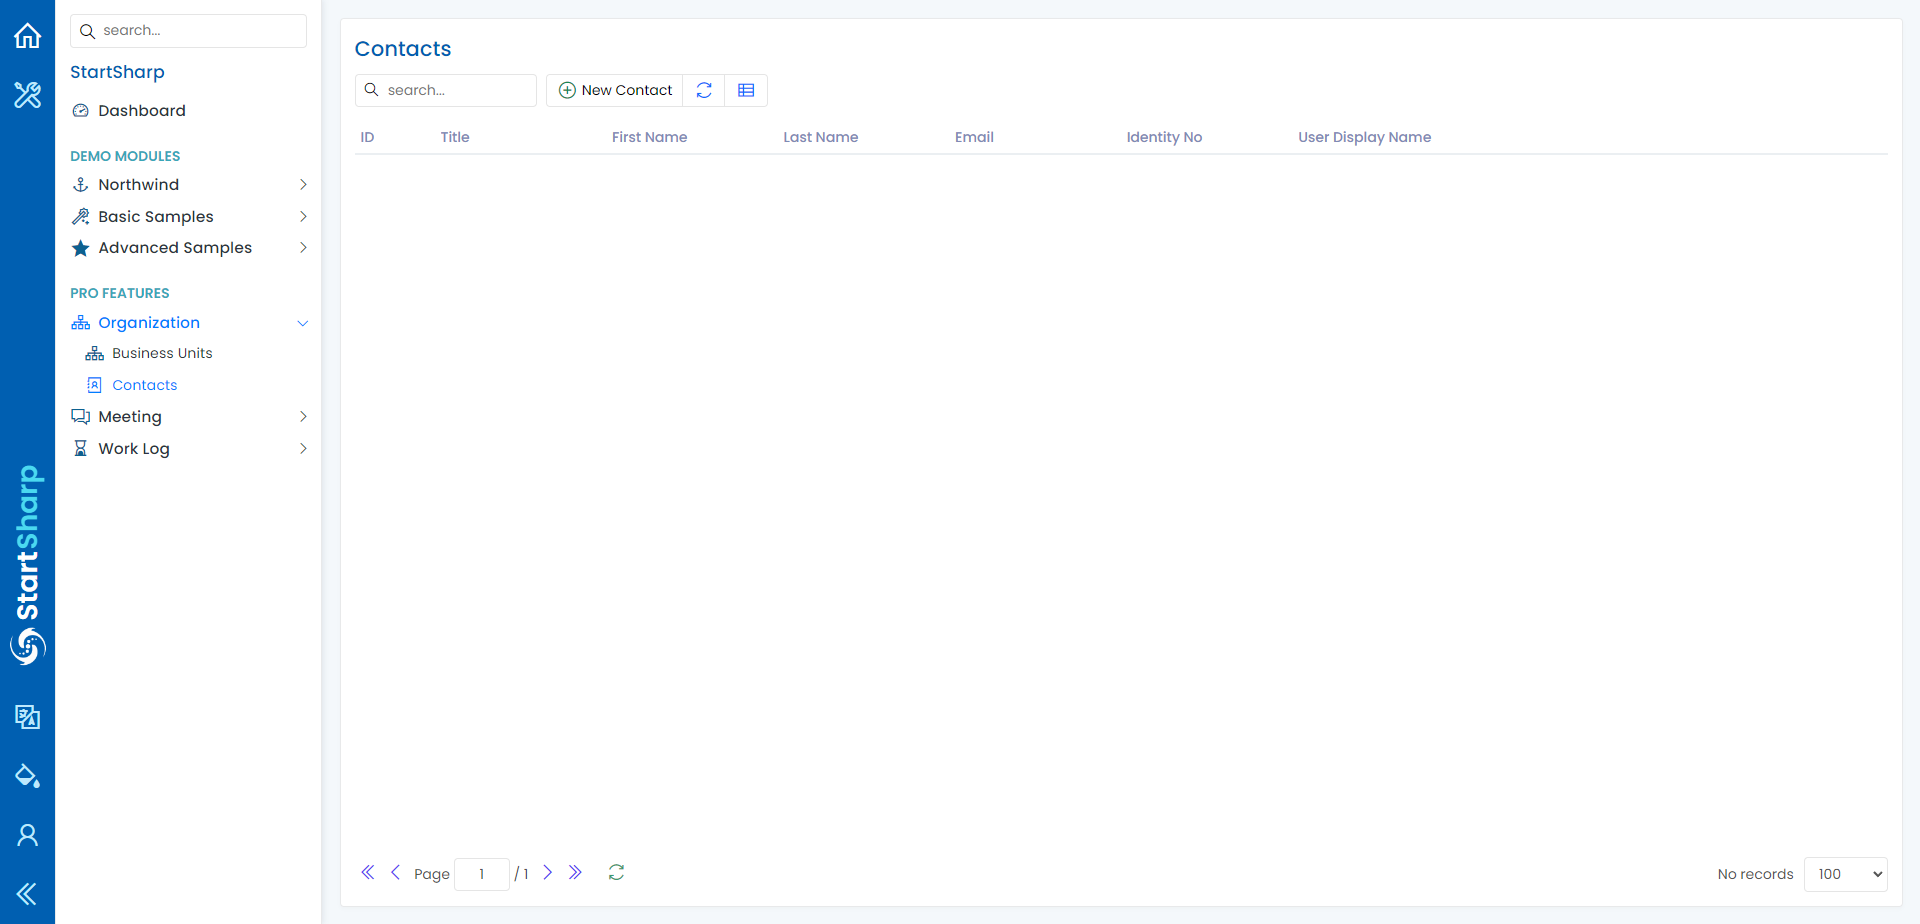 search...
StartSharp
Dashboard
DEMO MODULES
Northwind
Basic Samples
Advanced Samples
PRO FEATURES
Organization
Business Units
Contacts
Meeting
Work Log
StartSharp
Contacts
search...
New Contact
ID Title First Name Last Name Email Identity No User Display Name
Page 1 / 1
No records 100